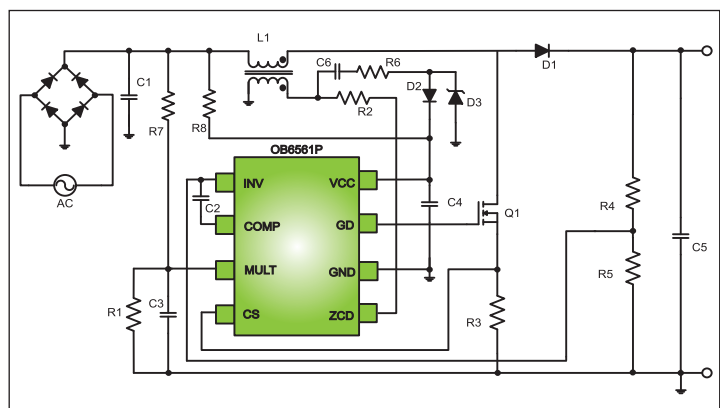 L1
C6
R6
D1
C1
R7
R8
R2
D2
D3
OB6561P
AC
INV
VCC
C2
C4
R4
COMP
GD
Q1
C5
MULT
GND
R5
R1
C3
CS
ZCD
R3